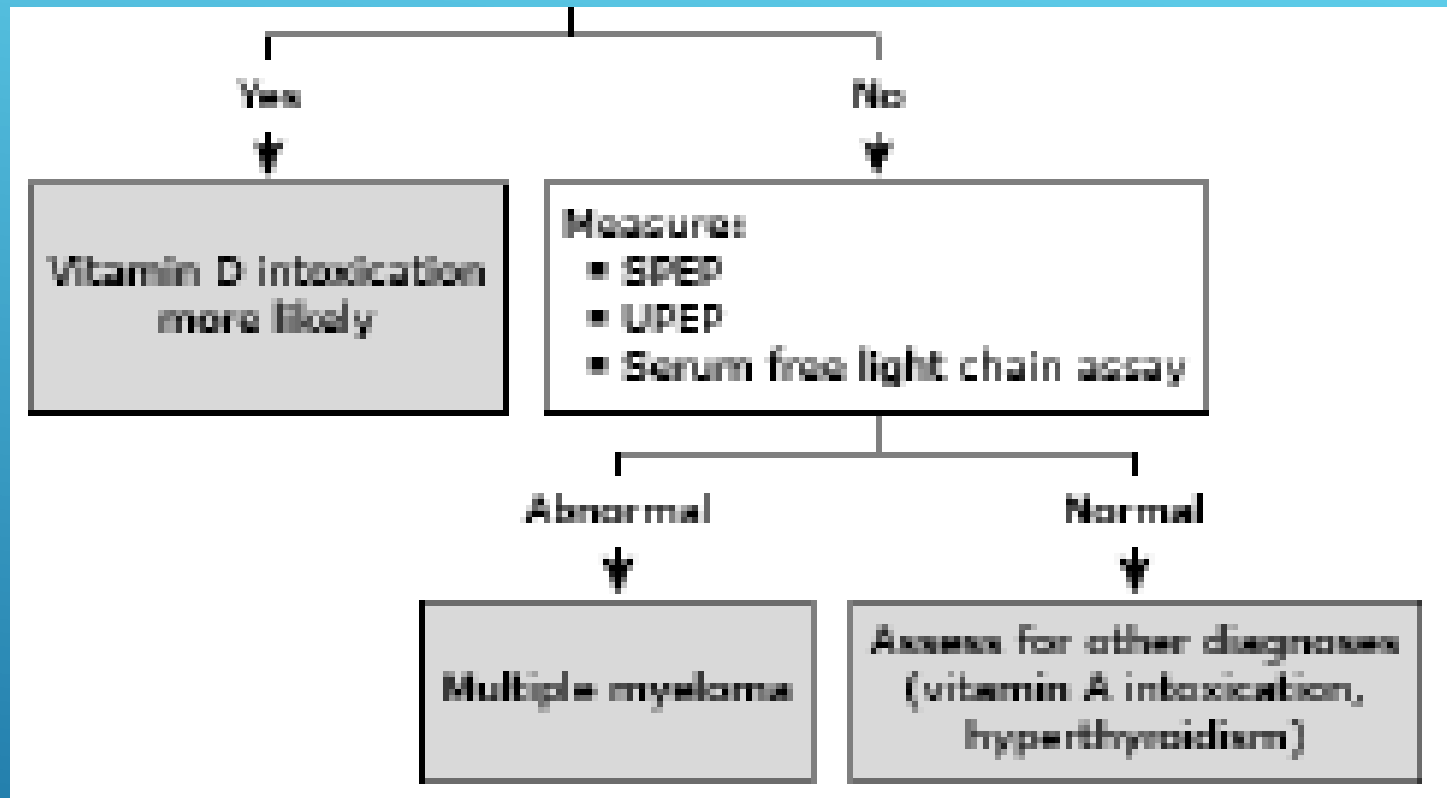 Yes
No
Vitamin D intoxication
more likely
Measure:
▪ SPEP
▪ UPEP
▪ Serum free light chain assay
Abnormal
Normal
Multiple myeloma
Assess for other diagnoses
(vitamin A intoxication,
hyperthyroidism)